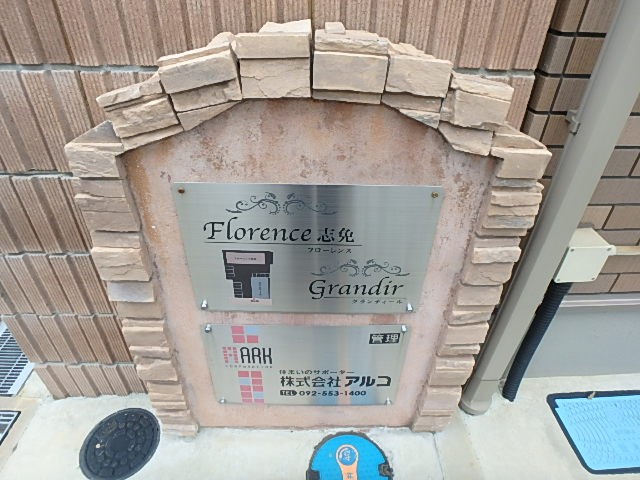 Florence 志免
フローレンス
Grandir
グランディール
管理
ARK
CORPORATION
住まいのサポーター
株式会社 アルコ
TEL 092-553-1400